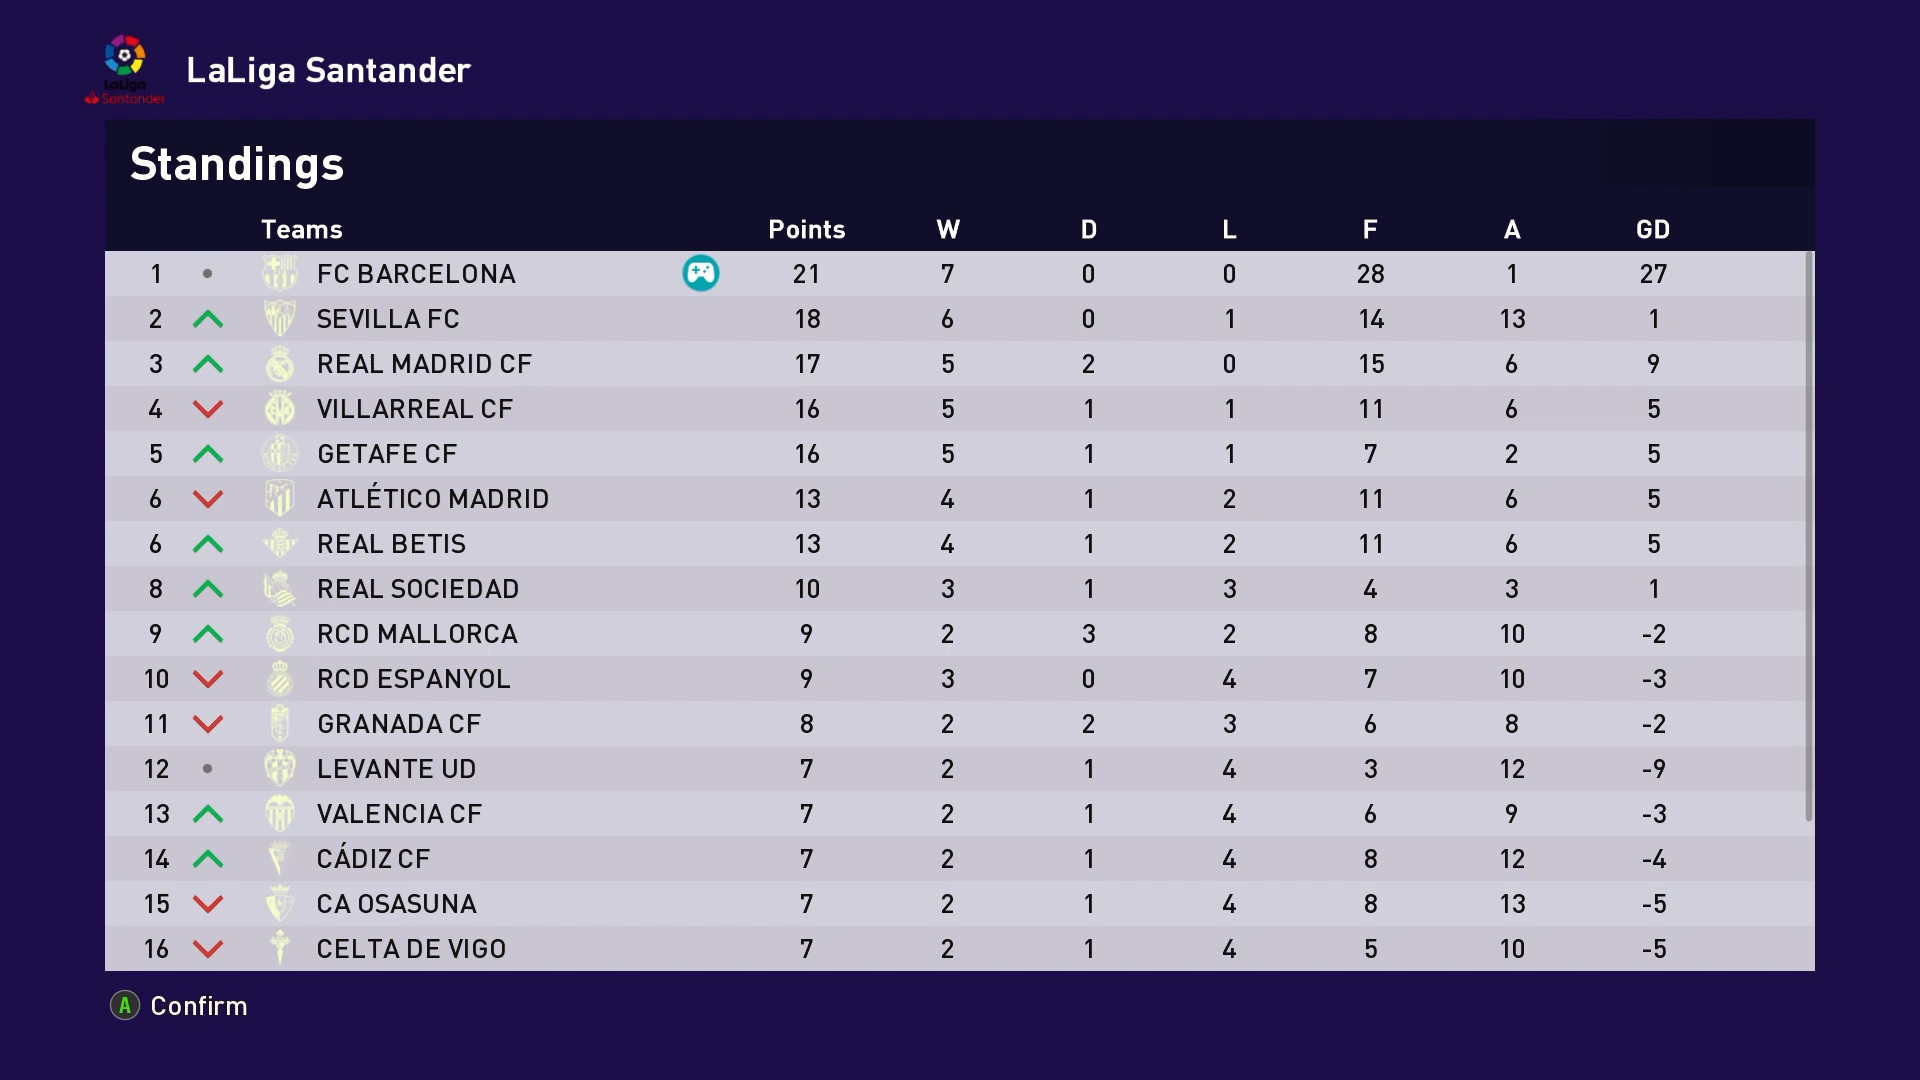 LaLiga
Santander
LaLiga Santander
Standings
Teams Points W D L F A GD
1 FC BARCELONA 21 7 0 0 28 1 27
2 SEVILLA FC 18 6 0 1 14 13 1
3 REAL MADRID CF 17 5 2 0 15 6 9
4 VILLARREAL CF 16 5 1 1 11 6 5
5 GETAFE CF 16 5 1 1 7 2 5
6 ATLÉTICO MADRID 13 4 1 2 11 6 5
6 REAL BETIS 13 4 1 2 11 6 5
8 REAL SOCIEDAD 10 3 1 3 4 3 1
9 RCD MALLORCA 9 2 3 2 8 10 -2
10 RCD ESPANYOL 9 3 0 4 7 10 -3
11 GRANADA CF 8 2 2 3 6 8 -2
12 LEVANTE UD 7 2 1 4 3 12 -9
13 VALENCIA CF 7 2 1 4 6 9 -3
14 CÁDIZ CF 7 2 1 4 8 12 -4
15 CA OSASUNA 7 2 1 4 8 13 -5
16 CELTA DE VIGO 7 2 1 4 5 10 -5
A Confirm